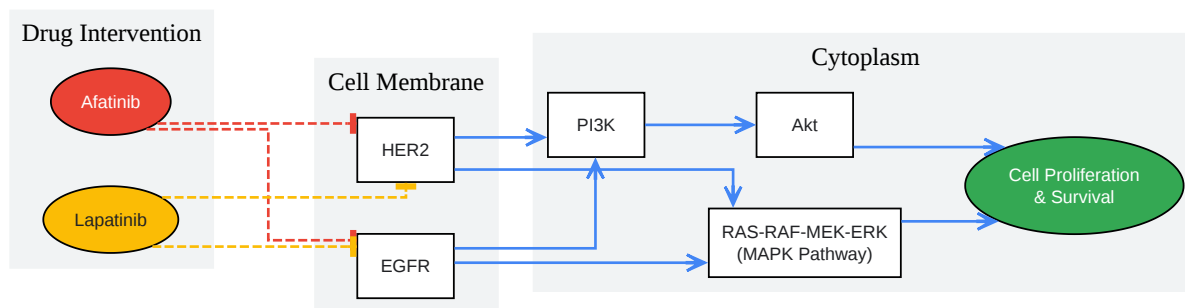 Drug Intervention
Afatinib
Lapatinib
Cell Membrane
HER2
EGFR
Cytoplasm
PI3K
Akt
RAS-RAF-MEK-ERK
(MAPK Pathway)
Cell Proliferation
& Survival